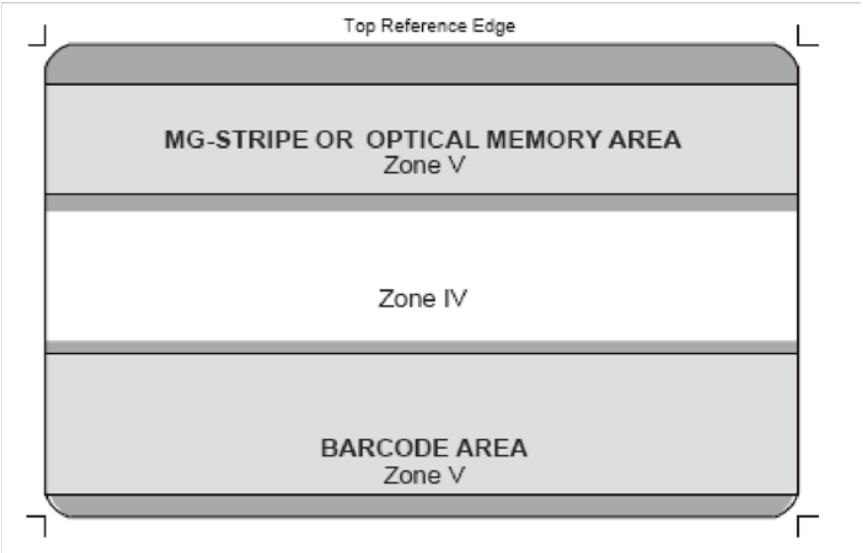 Top Reference Edge
MG-STRIPE OR OPTICAL MEMORY AREA
Zone V
Zone IV
BARCODE AREA
Zone V